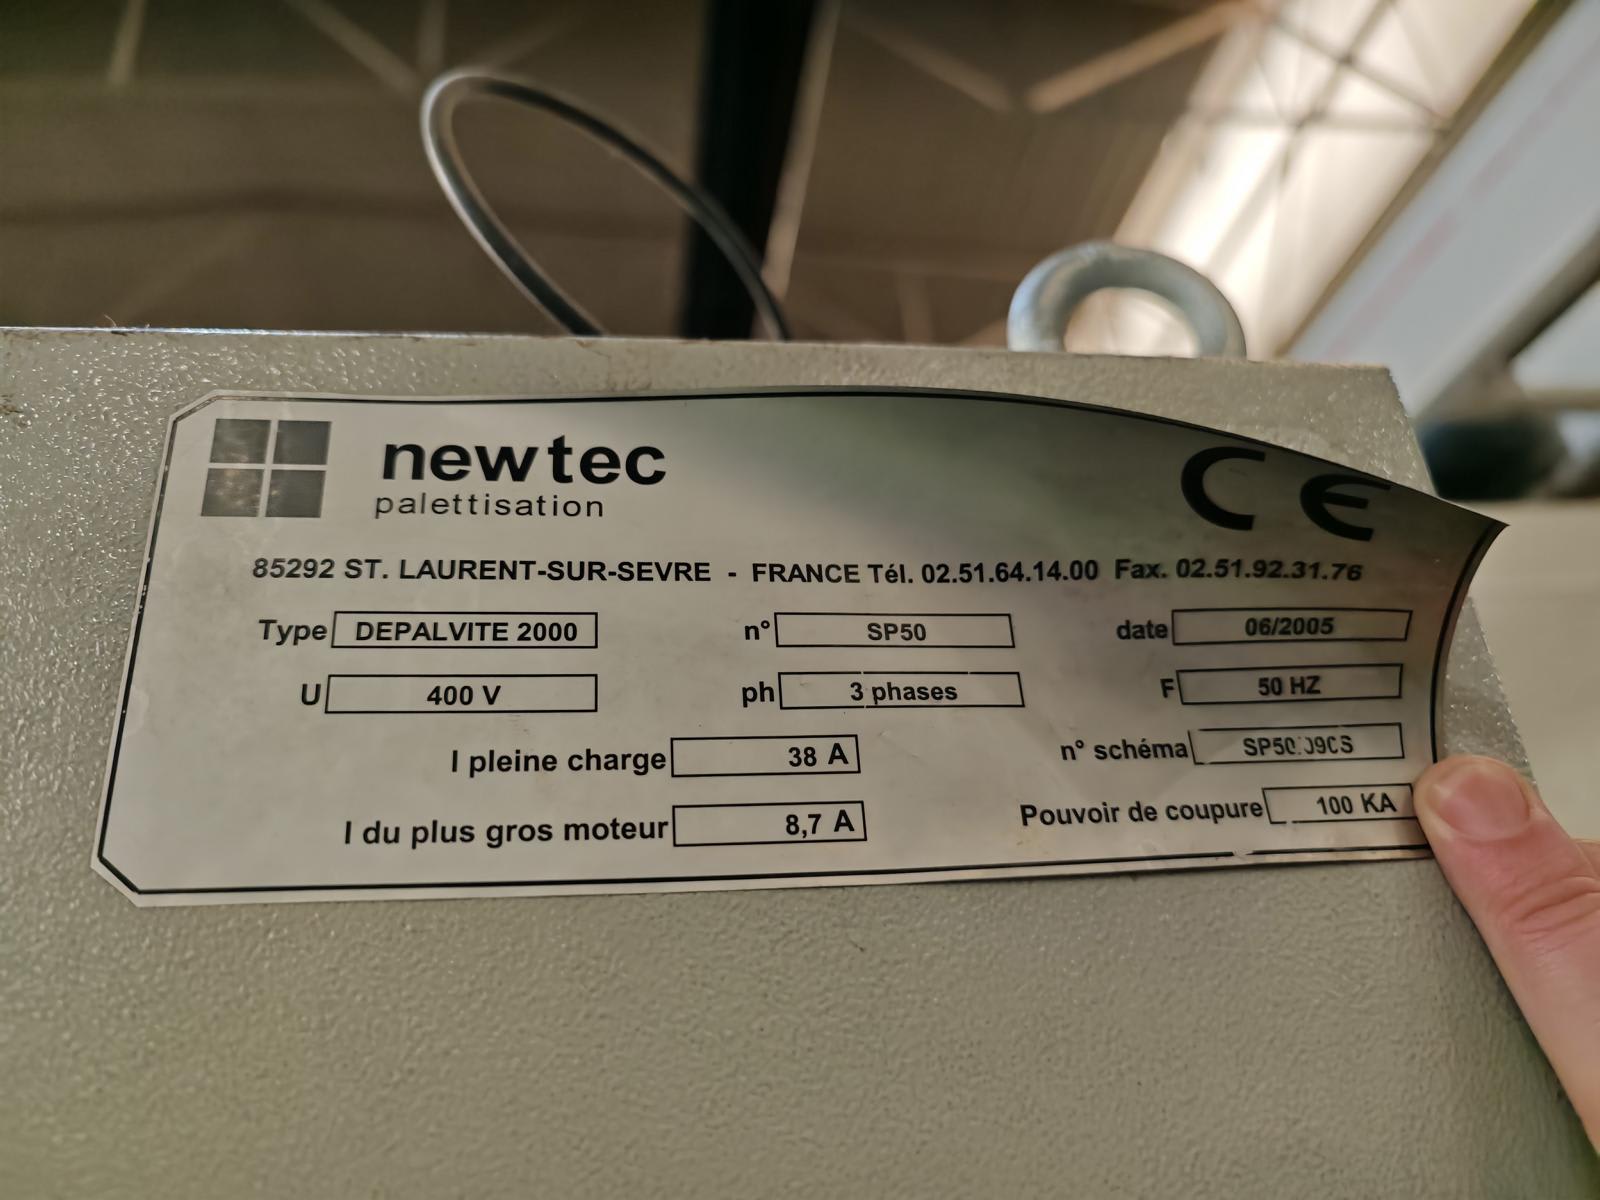 newtec
palettisation
CE
85292 ST. LAURENT-SUR-SEVRE - FRANCE Tél. 02.51.64.14.00 Fax. 02.51.92.31.76
Type DEPALVITE 2000 n° SP50 date 06/2005
U 400 V ph 3 phases F 50 HZ
I pleine charge 38 A n° schéma
I du plus gros moteur 8,7 A Pouvoir de coupure 100 KA